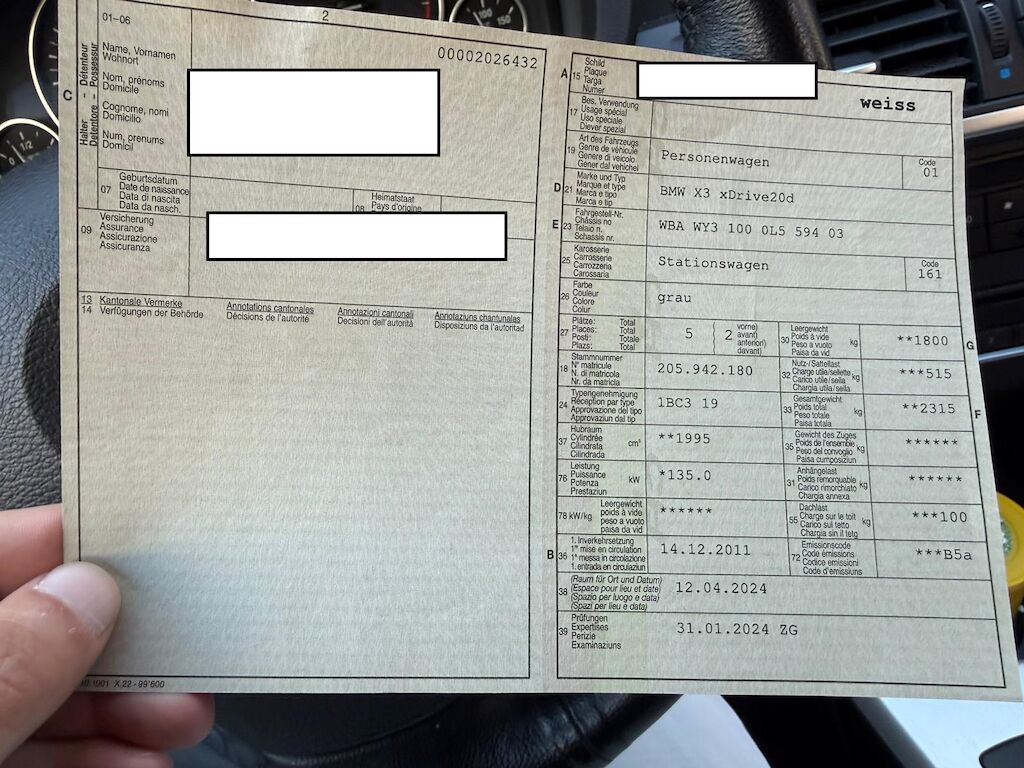 2
01-06
00002026432
C
Halter - Détenteur
Detentore - Possessur
Name, Vornamen
Wohnort
Nom, prénoms
Domicile
Cognome, nomi
Domicilio
Num, prenums
Domicil
07
Geburtsdatum
Date de naissance
Data di nascita
Data da nasch.
08
Heimatstaat
Pays d'origine
09
Versicherung
Assurance
Assicurazione
Assicuranza
13 Kantonale Vermerke
14 Verfügungen der Behörde
Annotations cantonales
Décisions de l'autorité
Annotazioni cantonali
Decisioni dell'autorità
Annotaziuns chantunalas
Disposiziuns da l'autoritad
X.22 - 99'600
A 15
Schild
Plaque
Targa
Numer
weiss
17
Bes. Verwendung
Usage spécial
Uso speciale
Diever spezial
19
Art des Fahrzeugs
Genre de véhicule
Genere di veicolo
Gener dal vehichel
Personenwagen
Code
01
D 21
Marke und Typ
Marque et type
Marca e tipo
Marca e tip
BMW X3 xDrive20d
E 23
Fahrgestell-Nr.
Châssis no
Telaio n.
Schassis nr.
WBA WY3 100 0L5 594 03
25
Karosserie
Carrosserie
Carrozzeria
Carossaria
Stationswagen
Code
161
26
Farbe
Couleur
Colore
Colur
grau
27
Plätze: Total
Places: Total
Posti: Totale
Plazs: Total
5
2
vorne)
avant)
anteriori)
davant)
30
Leergewicht
Poids à vide
Peso a vuoto
Paisa da vid
kg
**1800
G
18
Stammnummer
N° matricule
N. di matricola
Nr. da matricla
205.942.180
32
Nutz-/Sattellast
Charge utile/sellette
Carico utile/sella
Chargia utila/sella
kg
***515
24
Typengenehmigung
Réception par type
Approvazione del tipo
Approvaziun dal tip
1BC3 19
33
Gesamtgewicht
Poids total
Peso totale
Paisa totala
kg
**2315
F
37
Hubraum
Cylindrée
Cilindrata
Cilindrada
cm³
**1995
35
Gewicht des Zuges
Poids de l'ensemble
Peso del convoglio
Paisa cumposiziun
kg
******
76
Leistung
Puissance
Potenza
Prestaziun
kW
*135.0
31
Anhängelast
Poids remorquable
Carico rimorchiato
Chargia annexa
kg
******
78 kW/kg
Leergewicht
poids à vide
peso a vuoto
paisa da vid
******
55
Dachlast
Charge sur le toit
Carico sul tetto
Chargia sin il tetg
kg
***100
B 36
1. Inverkehrsetzung
1re mise en circulation
1a messa in circolazione
1. entrada en circulaziun
14.12.2011
72
Emissionscode
Code émissions
Codice emissioni
Code d'emissiuns
***B5a
38
(Raum für Ort und Datum)
(Espace pour lieu et date)
(Spazio per luogo e data)
(Spazi per lieu e data)
12.04.2024
39
Prüfungen
Expertises
Perizie
Examinaziuns
31.01.2024 ZG
100
150
0
1/2